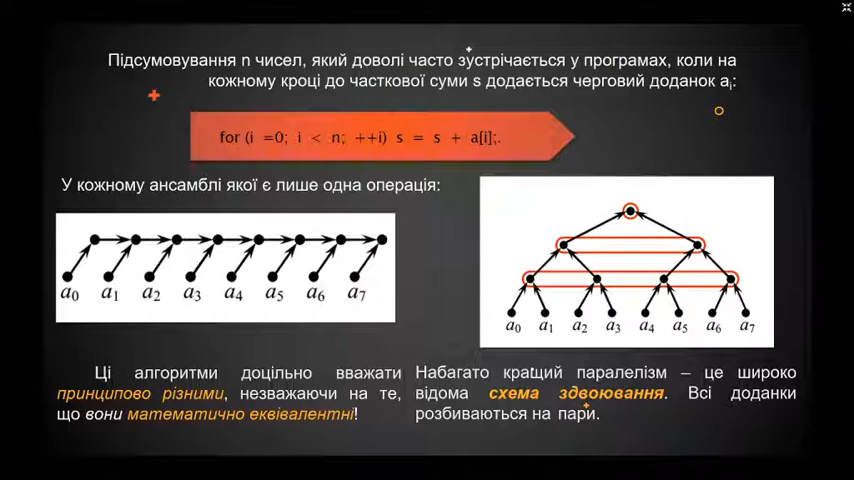 Підсумовування n чисел, який доволі часто зустрічається у програмах, коли на
кожному кроці до часткової суми s додається черговий доданок aᵢ:
for (i =0; i < n; ++i) s = s + a[i];.
У кожному ансамблі якої є лише одна операція:
a₀ a₁ a₂ a₃ a₄ a₅ a₆ a₇
a₀ a₁ a₂ a₃ a₄ a₅ a₆ a₇
Ці алгоритми доцільно вважати
принципово різними, незважаючи на те,
що вони математично еквівалентні!
Набагато кращий паралелізм – це широко
відома схема здвоювання. Всі доданки
розбиваються на пари.